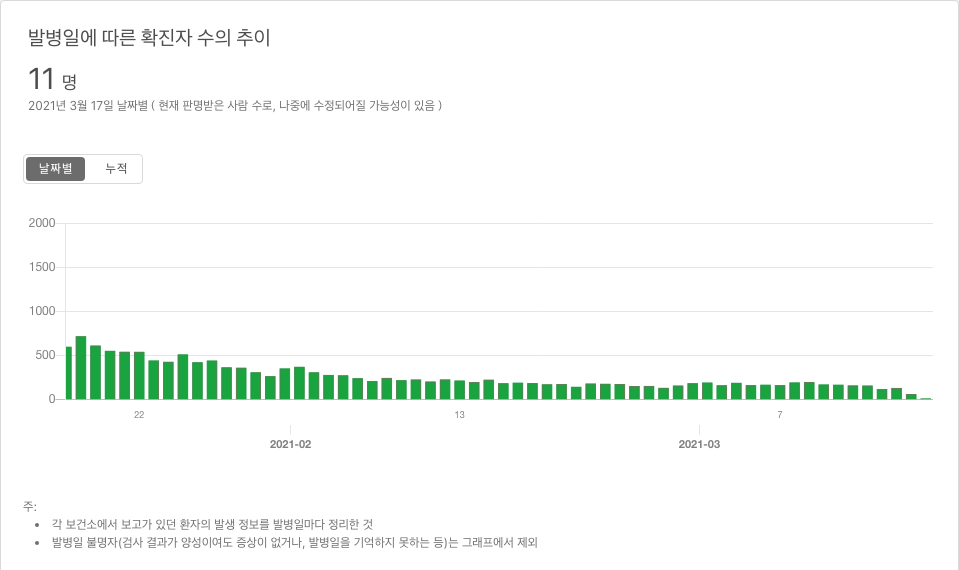 발병일에 따른 확진자 수의 추이
11 명
2021년 3월 17일 날짜별 ( 현재 판명받은 사람 수로, 나중에 수정되어질 가능성이 있음 )
날짜별 누적
2000
1500
1000
500
0
22 13 7
2021-02 2021-03
주:
• 각 보건소에서 보고가 있던 환자의 발생 정보를 발병일마다 정리한 것
• 발병일 불명자(검사 결과가 양성이여도 증상이 없거나, 발병일을 기억하지 못하는 등)는 그래프에서 제외